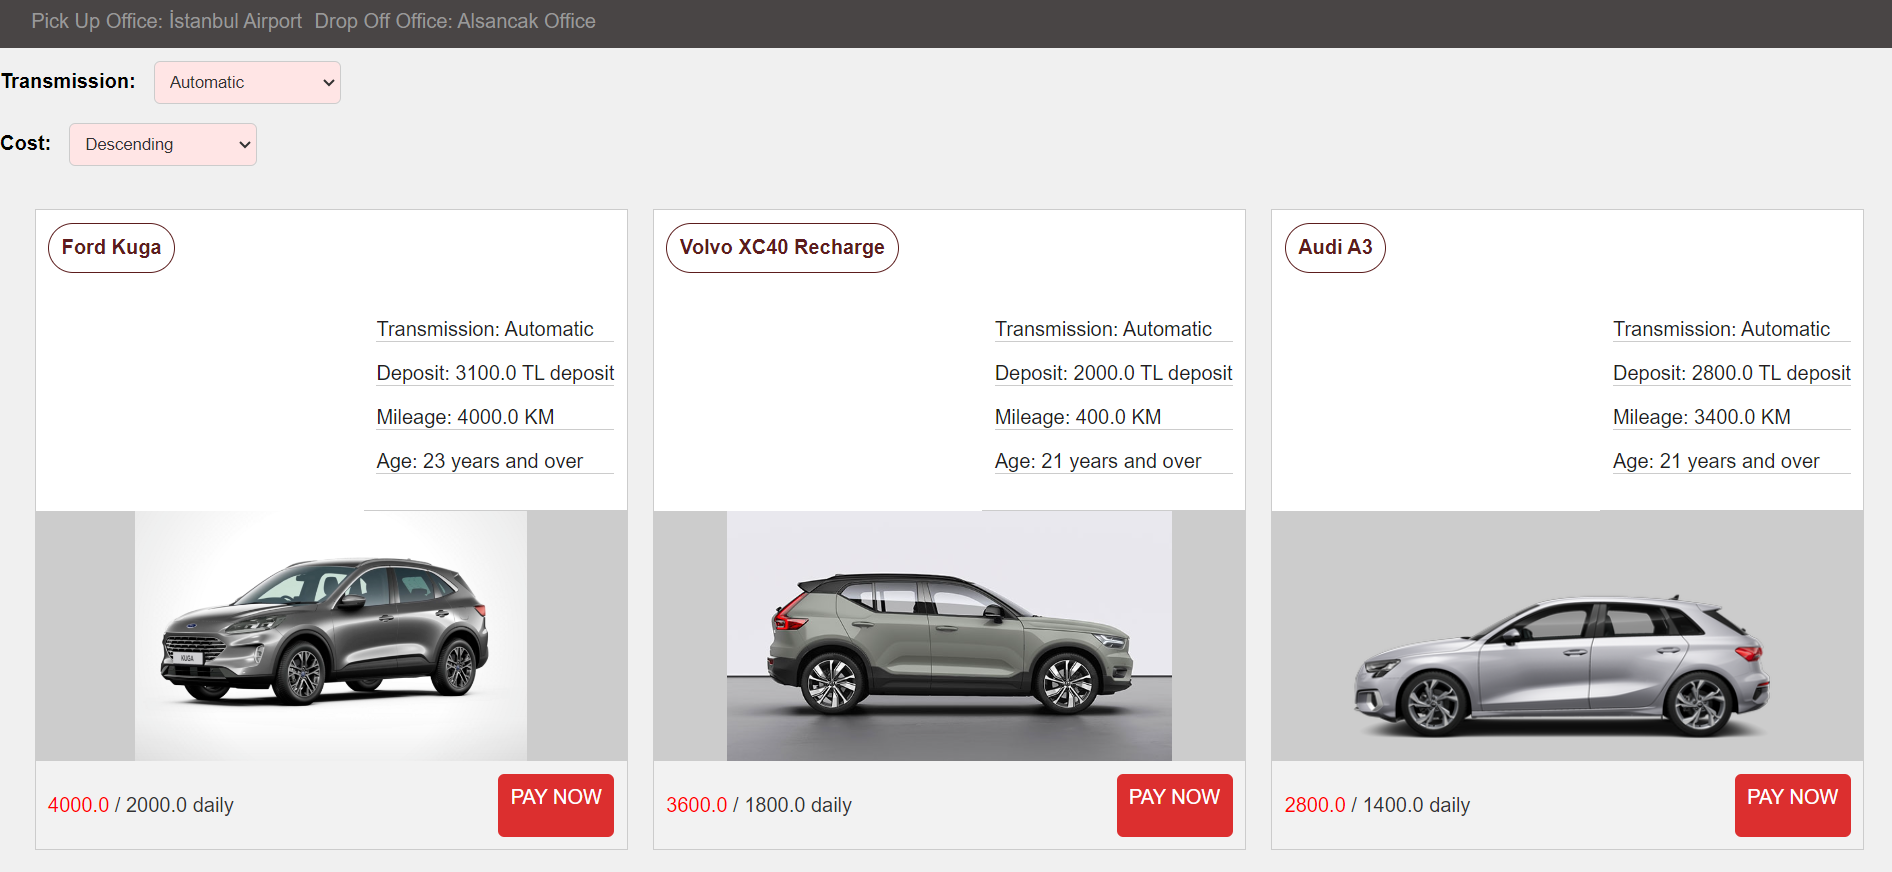 Pick Up Office: İstanbul Airport Drop Off Office: Alsancak Office
Transmission: Automatic
Cost: Descending
Ford Kuga
Transmission: Automatic
Deposit: 3100.0 TL deposit
Mileage: 4000.0 KM
Age: 23 years and over
KUGA
4000.0 / 2000.0 daily
PAY NOW
Volvo XC40 Recharge
Transmission: Automatic
Deposit: 2000.0 TL deposit
Mileage: 400.0 KM
Age: 21 years and over
3600.0 / 1800.0 daily
PAY NOW
Audi A3
Transmission: Automatic
Deposit: 2800.0 TL deposit
Mileage: 3400.0 KM
Age: 21 years and over
2800.0 / 1400.0 daily
PAY NOW